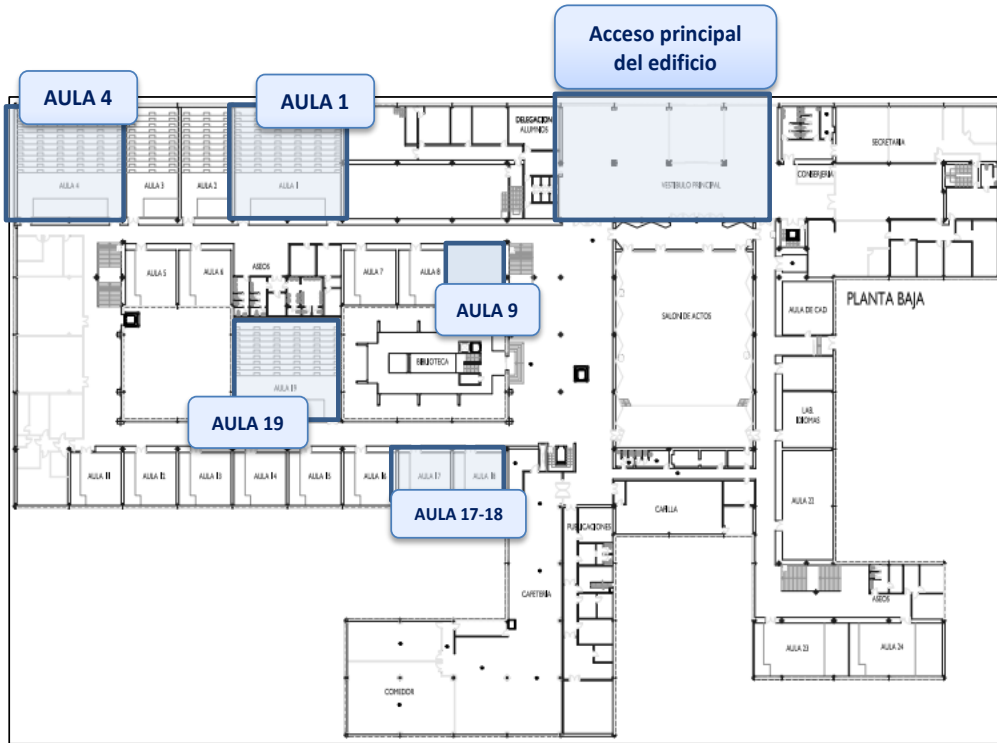 Acceso principal
del edificio
AULA 4
AULA 1
DELEGACION
ALUMNOS
SECRETARIA
CONSERJERIA
AULA 4
AULA 3
AULA 2
AULA 1
VESTIBULO PRINCIPAL
AULA 5
AULA 6
ASEOS
AULA 7
AULA 8
AULA 9
PLANTA BAJA
SALON DE ACTOS
AULA DE CAD
BIBLIOTECA
AULA 19
AULA 19
LAB.
IDIOMAS
AULA 11
AULA 12
AULA 13
AULA 14
AULA 15
AULA 16
AULA 17
AULA 18
AULA 22
AULA 17-18
CAPILLA
PUBLICACIONES
CAFETERIA
ASEOS
AULA 23
AULA 24
COMEDOR